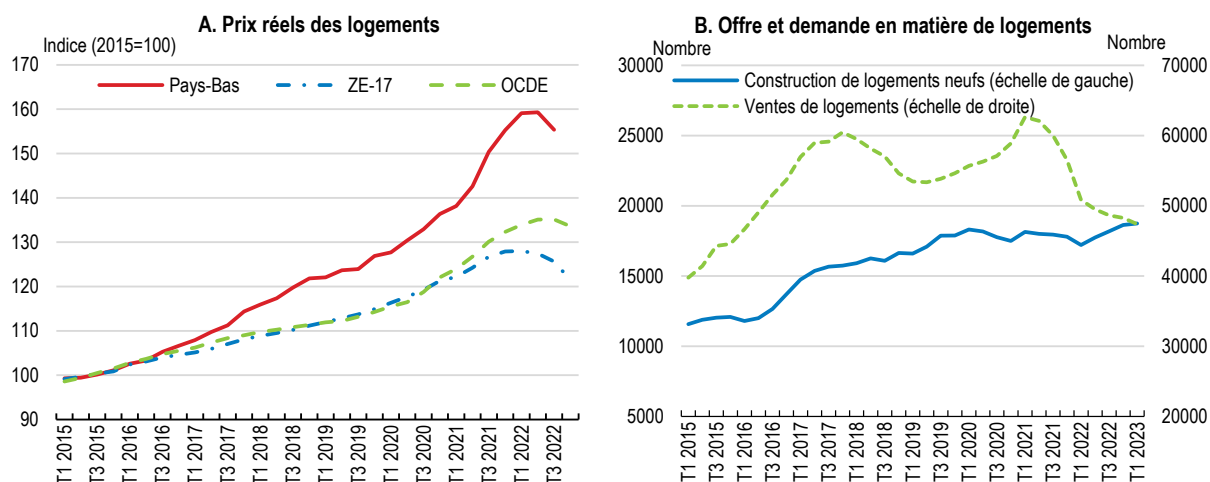 A. Prix réels des logements
Indice (2015=100)
170
160
150
140
130
120
110
100
90
Pays-Bas
ZE-17
OCDE
T1 2015
T3 2015
T1 2016
T3 2016
T1 2017
T3 2017
T1 2018
T3 2018
T1 2019
T3 2019
T1 2020
T3 2020
T1 2021
T3 2021
T1 2022
T3 2022
B. Offre et demande en matière de logements
Nombre
Nombre
30000
25000
20000
15000
10000
5000
70000
60000
50000
40000
30000
20000
Construction de logements neufs (échelle de gauche)
Ventes de logements (échelle de droite)
T1 2015
T3 2015
T1 2016
T3 2016
T1 2017
T3 2017
T1 2018
T3 2018
T1 2019
T3 2019
T1 2020
T3 2020
T1 2021
T3 2021
T1 2022
T3 2022
T1 2023